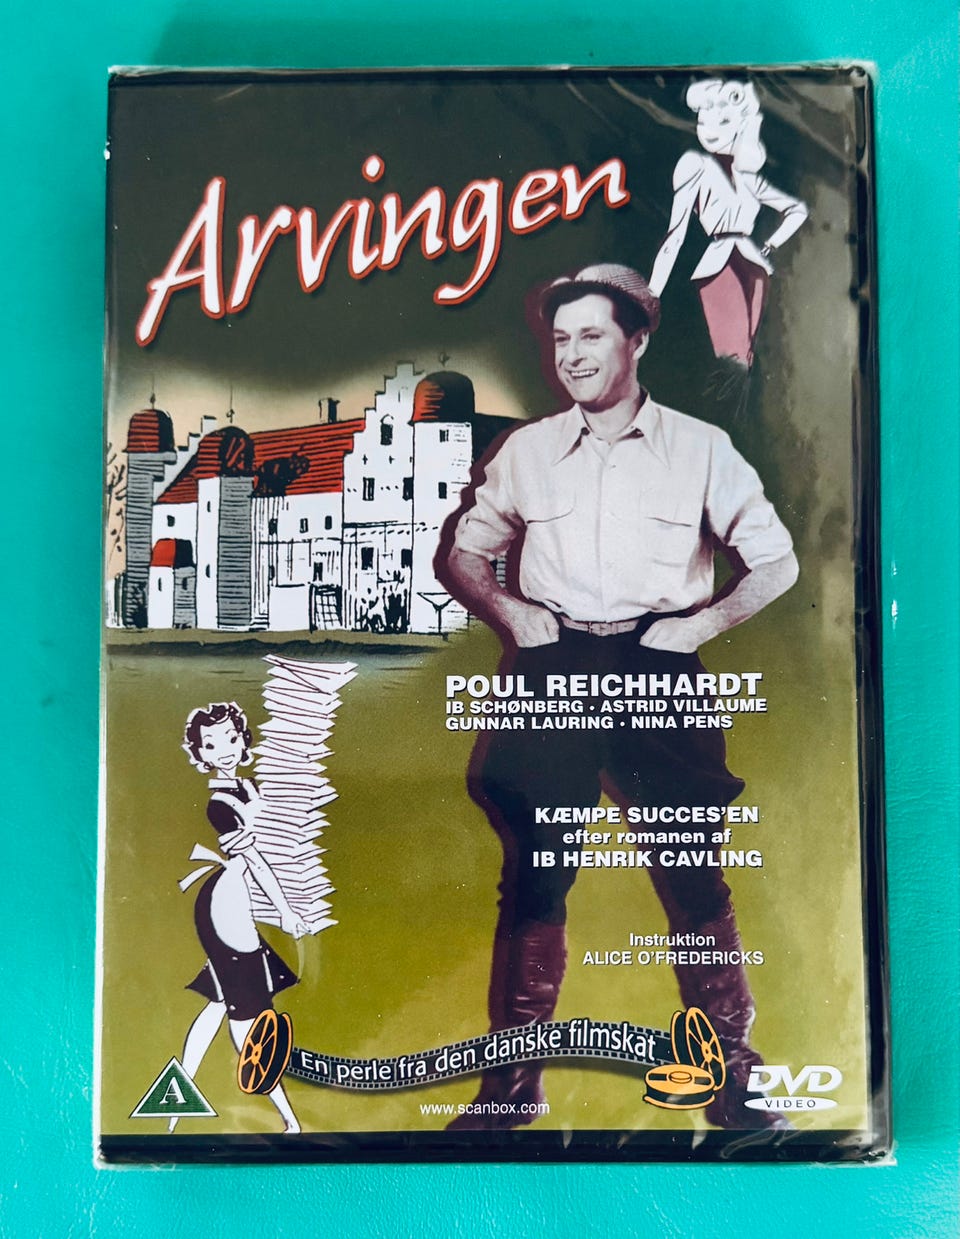 Arvingen
POUL REICHHARDT
IB SCHØNBERG · ASTRID VILLAUME
GUNNAR LAURING · NINA PENS
KÆMPE SUCCES'EN
efter romanen af
IB HENRIK CAVLING
Instruktion
ALICE O'FREDERICKS
En perle fra den danske filmskat
A
www.scanbox.com
DVD
VIDEO